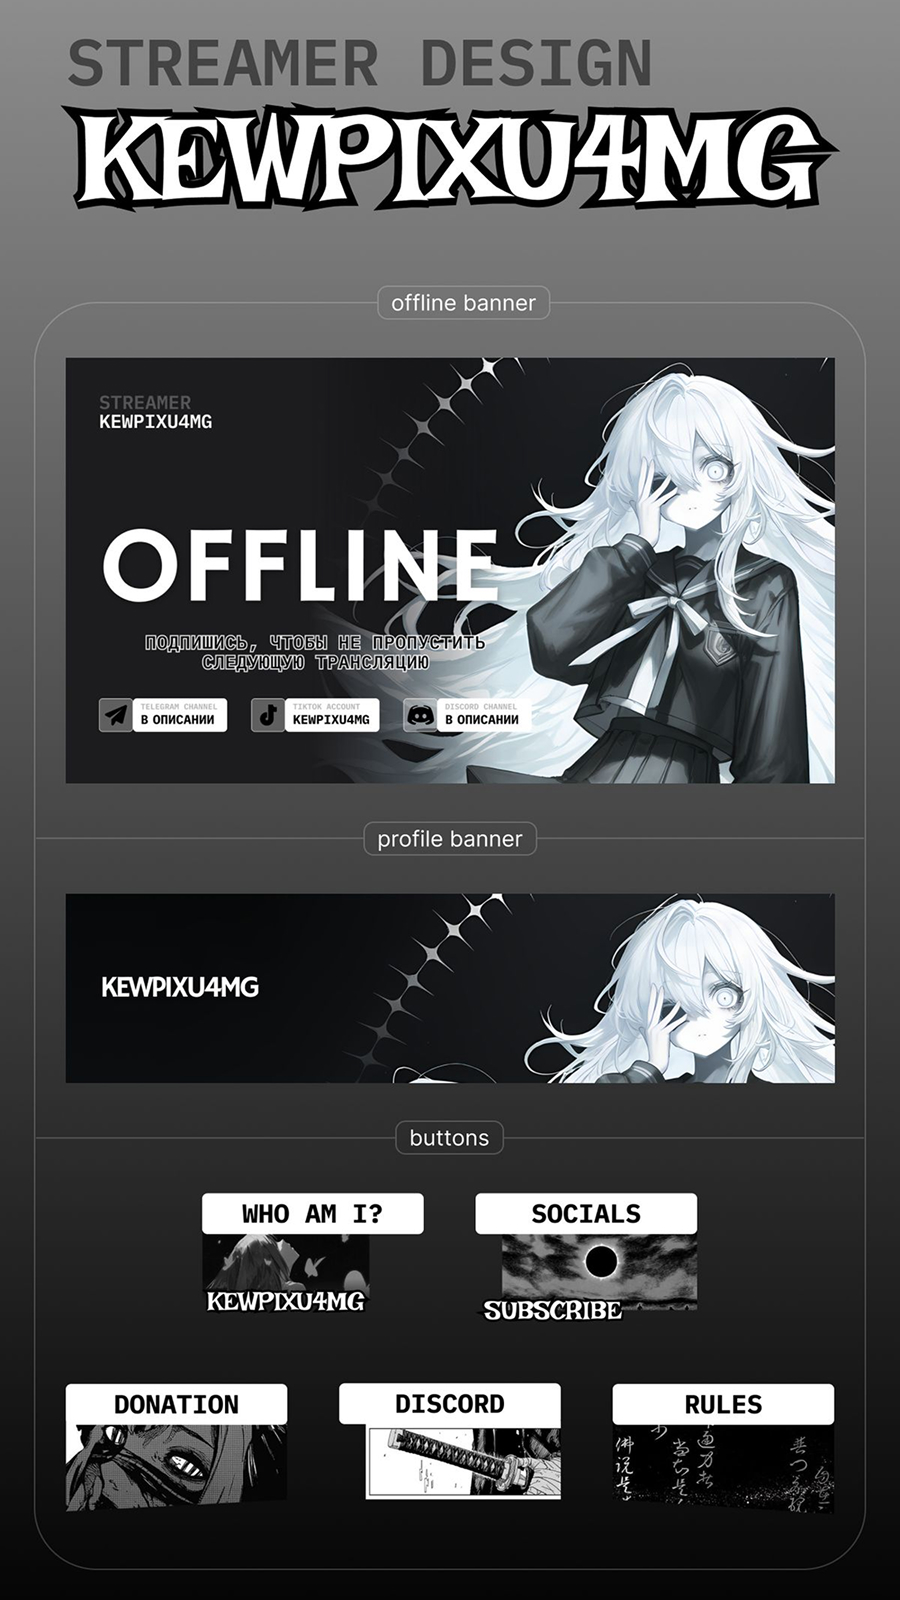 STREAMER DESIGN
KEWPIXU4MG
offline banner
STREAMER
KEWPIXU4MG
OFFLINE
ПОДПИШИСЬ, ЧТОБЫ НЕ ПРОПУСТИТЬ
СЛЕДУЮЩУЮ ТРАНСЛЯЦИЮ
TELEGRAM CHANNEL
В ОПИСАНИИ
TIKTOK ACCOUNT
KEWPIXU4MG
DISCORD CHANNEL
В ОПИСАНИИ
profile banner
KEWPIXU4MG
buttons
WHO AM I?
KEWPIXU4MG
SOCIALS
SUBSCRIBE
DONATION
DISCORD
RULES